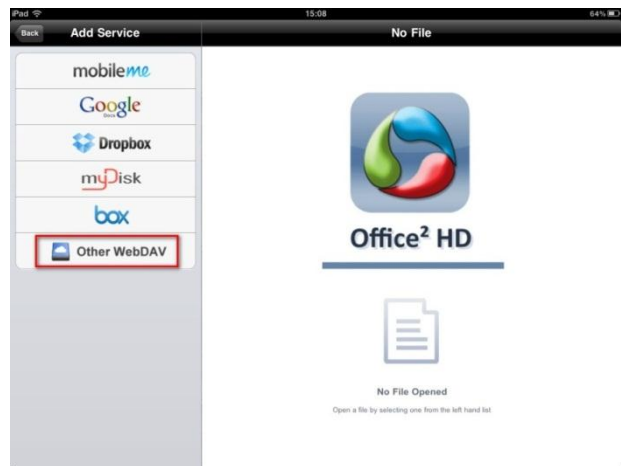 iPad 15:08 64%
Back Add Service No File
mobileme
Google
Docs
Dropbox
myDisk
box
Other WebDAV
Office² HD
No File Opened
Open a file by selecting one from the left hand list